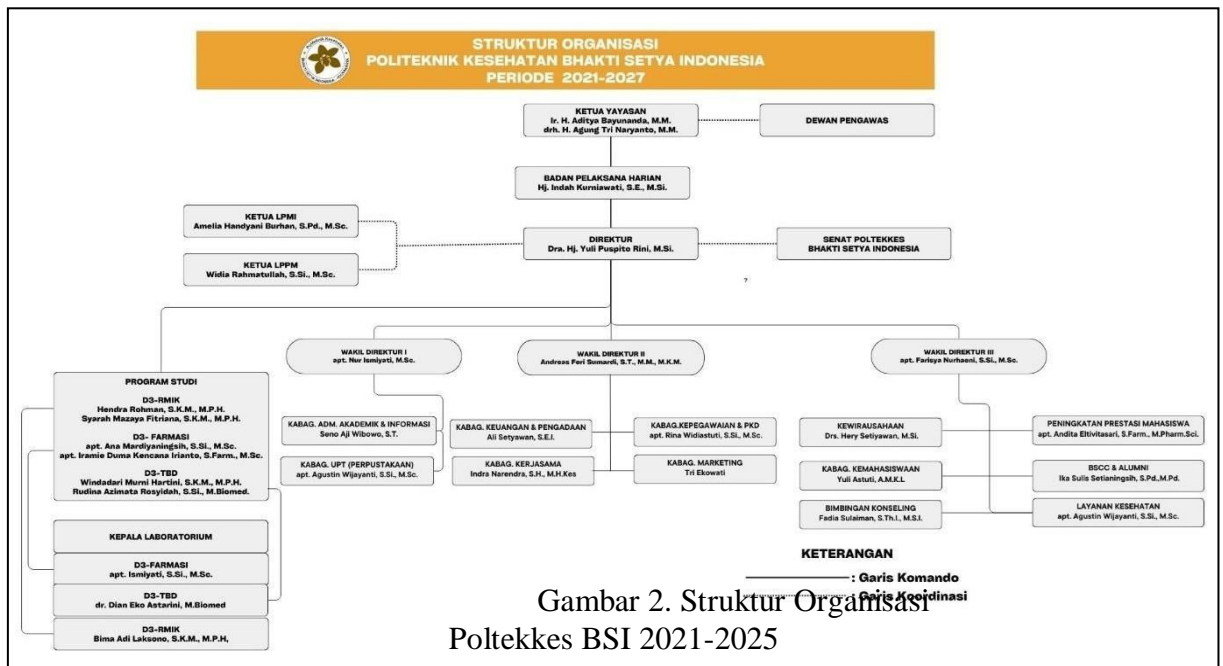 STRUKTUR ORGANISASI
POLITEKNIK KESEHATAN BHAKTI SETYA INDONESIA
PERIODE 2021-2027
KETUA YAYASAN
Ir. H. Aditya Bayunanda, M.M.
drh. H. Agung Tri Naryanto, M.M.
DEWAN PENGAWAS
BADAN PELAKSANA HARIAN
Hj. Indah Kurniawati, S.E., M.Si.
KETUA LPMI
Amelia Handyani Burhan, S.Pd., M.Sc.
DIREKTUR
Dra. Hj. Yuli Puspito Rini, M.Si.
SENAT POLTEKKES
BHAKTI SETYA INDONESIA
KETUA LPPM
Widia Rahmatullah, S.Si., M.Sc.
?
WAKIL DIREKTUR I
apt. Nur Ismiyati, M.Sc.
WAKIL DIREKTUR II
Andreas Feri Sumardi, S.T., M.M., M.K.M.
WAKIL DIREKTUR III
apt. Farisya Nurhaeni, S.Si., M.Sc.
PROGRAM STUDI
D3-RMIK
Hendra Rohman, S.K.M., M.P.H.
Syarah Mazaya Fitriana, S.K.M., M.P.H.
D3- FARMASI
apt. Ana Mardiyaningsih, S.Si., M.Sc.
apt. Iramie Duma Kencana Irianto, S.Farm., M.Sc.
D3-TBD
Windadari Murni Hartini, S.K.M., M.P.H.
Rudina Azimata Rosyidah, S.Si., M.Biomed.
KABAG. ADM. AKADEMIK & INFORMASI
Seno Aji Wibowo, S.T.
KABAG. UPT (PERPUSTAKAAN)
apt. Agustin Wijayanti, S.Si., M.Sc.
KABAG. KEUANGAN & PENGADAAN
Ali Setyawan, S.E.I.
KABAG.KEPEGAWAIAN & PKD
apt. Rina Widiastuti, S.Si., M.Sc.
KABAG. KERJASAMA
Indra Narendra, S.H., M.H.Kes
KABAG. MARKETING
Tri Ekowati
KEWIRAUSAHAAN
Drs. Hery Setiyawan, M.Si.
PENINGKATAN PRESTASI MAHASISWA
apt. Andita Eltivitasari, S.Farm., M.Pharm.Sci.
KABAG. KEMAHASISWAAN
Yuli Astuti, A.M.K.L
BSCC & ALUMNI
Ika Sulis Setianingsih, S.Pd.,M.Pd.
BIMBINGAN KONSELING
Fadia Sulaiman, S.Th.I., M.S.I.
LAYANAN KESEHATAN
apt. Agustin Wijayanti, S.Si., M.Sc.
KEPALA LABORATORIUM
D3-FARMASI
apt. Ismiyati, S.Si., M.Sc.
D3-TBD
dr. Dian Eko Astarini, M.Biomed
D3-RMIK
Bima Adi Laksono, S.K.M., M.P.H,
KETERANGAN
: Garis Komando
: Garis Koordinasi
Gambar 2. Struktur Organisasi
Poltekkes BSI 2021-2025